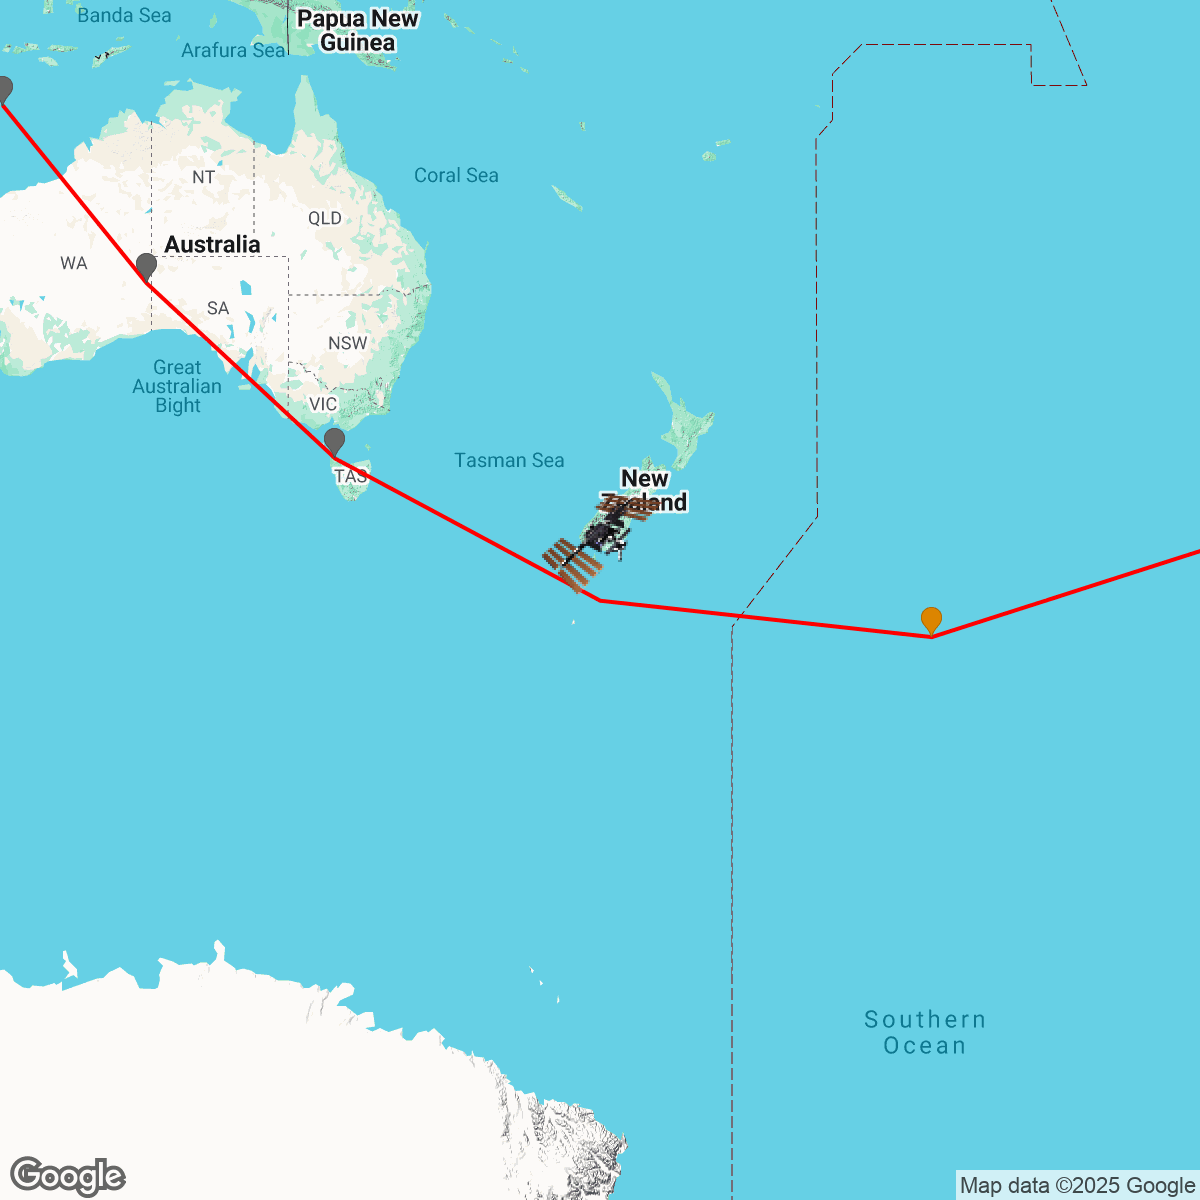 Banda Sea
Papua New
Guinea
Arafura Sea
NT
Coral Sea
QLD
Australia
WA
SA
NSW
Great
Australian
Bight
VIC
Tasman Sea
TAS
New
Zealand
Southern
Ocean
Google
Map data ©2025 Google